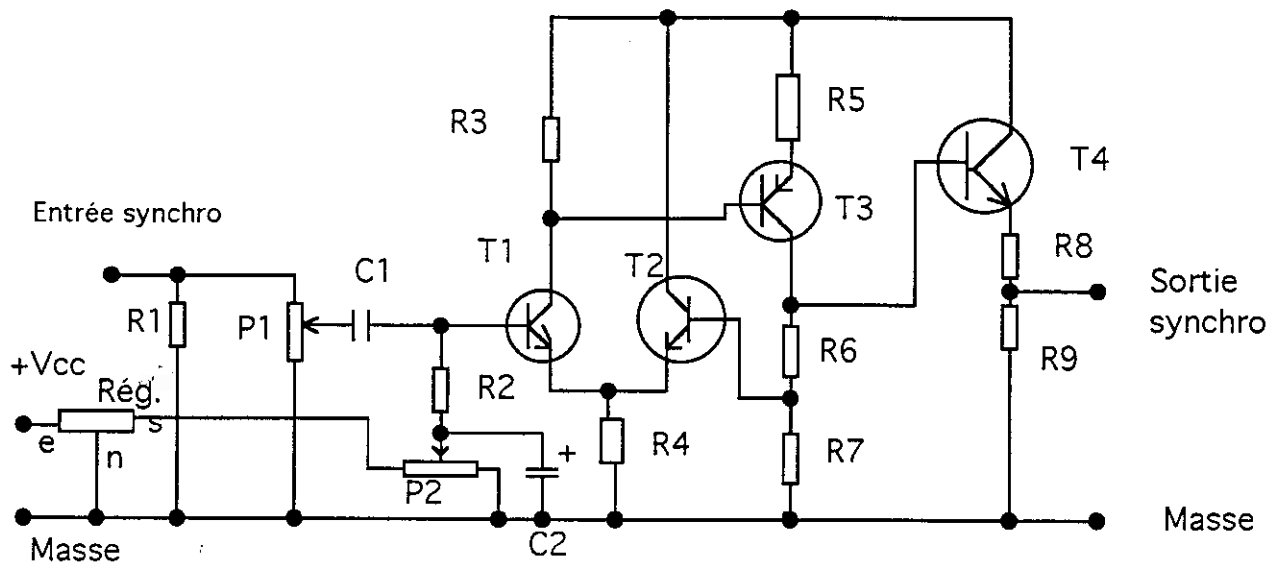 R3
R5
T4
Entrée synchro
T3
T1
T2
R8
C1
Sortie
synchro
R1
P1
R6
R9
+Vcc
Rég.
R2
e
s
n
R4
R7
+
P2
Masse
C2
Masse